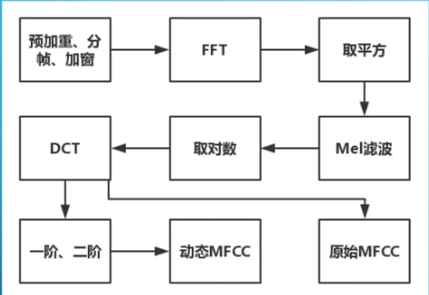 预加重、分
帧、加窗
FFT
取平方
DCT
取对数
Mel滤波
一阶、二阶
动态MFCC
原始MFCC